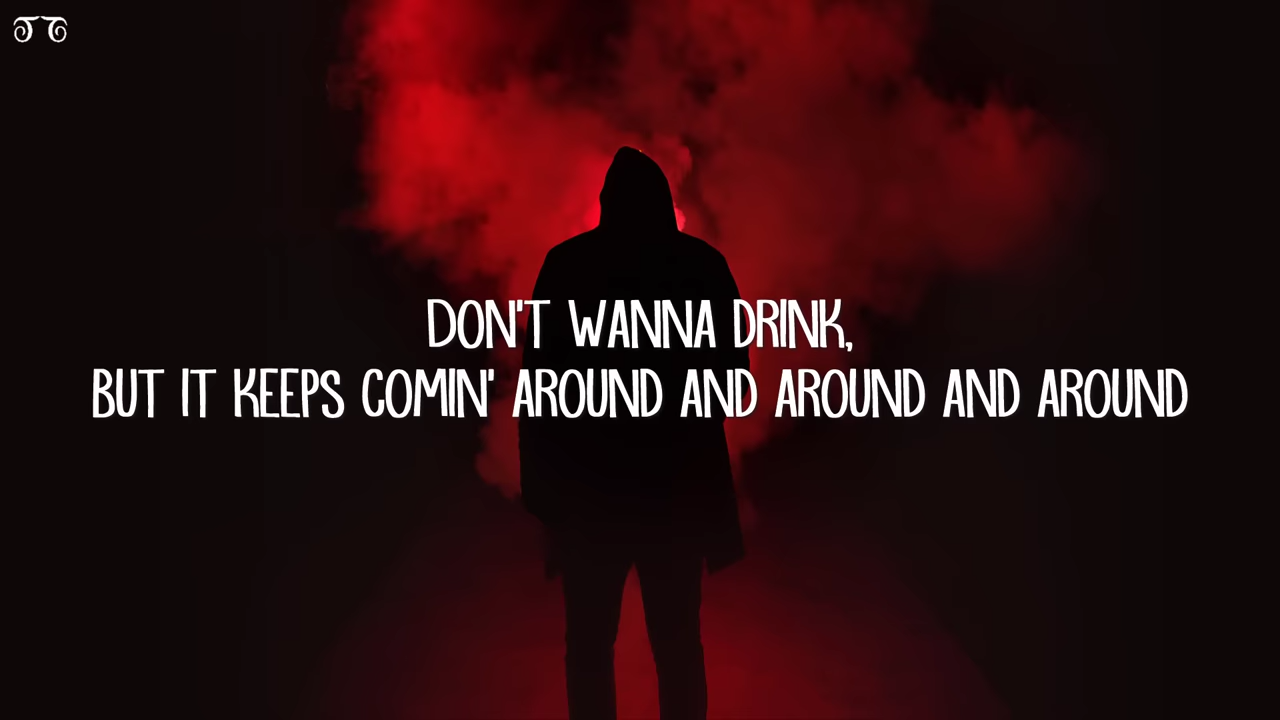 DON'T WANNA DRINK,
BUT IT KEEPS COMIN' AROUND AND AROUND AND AROUND